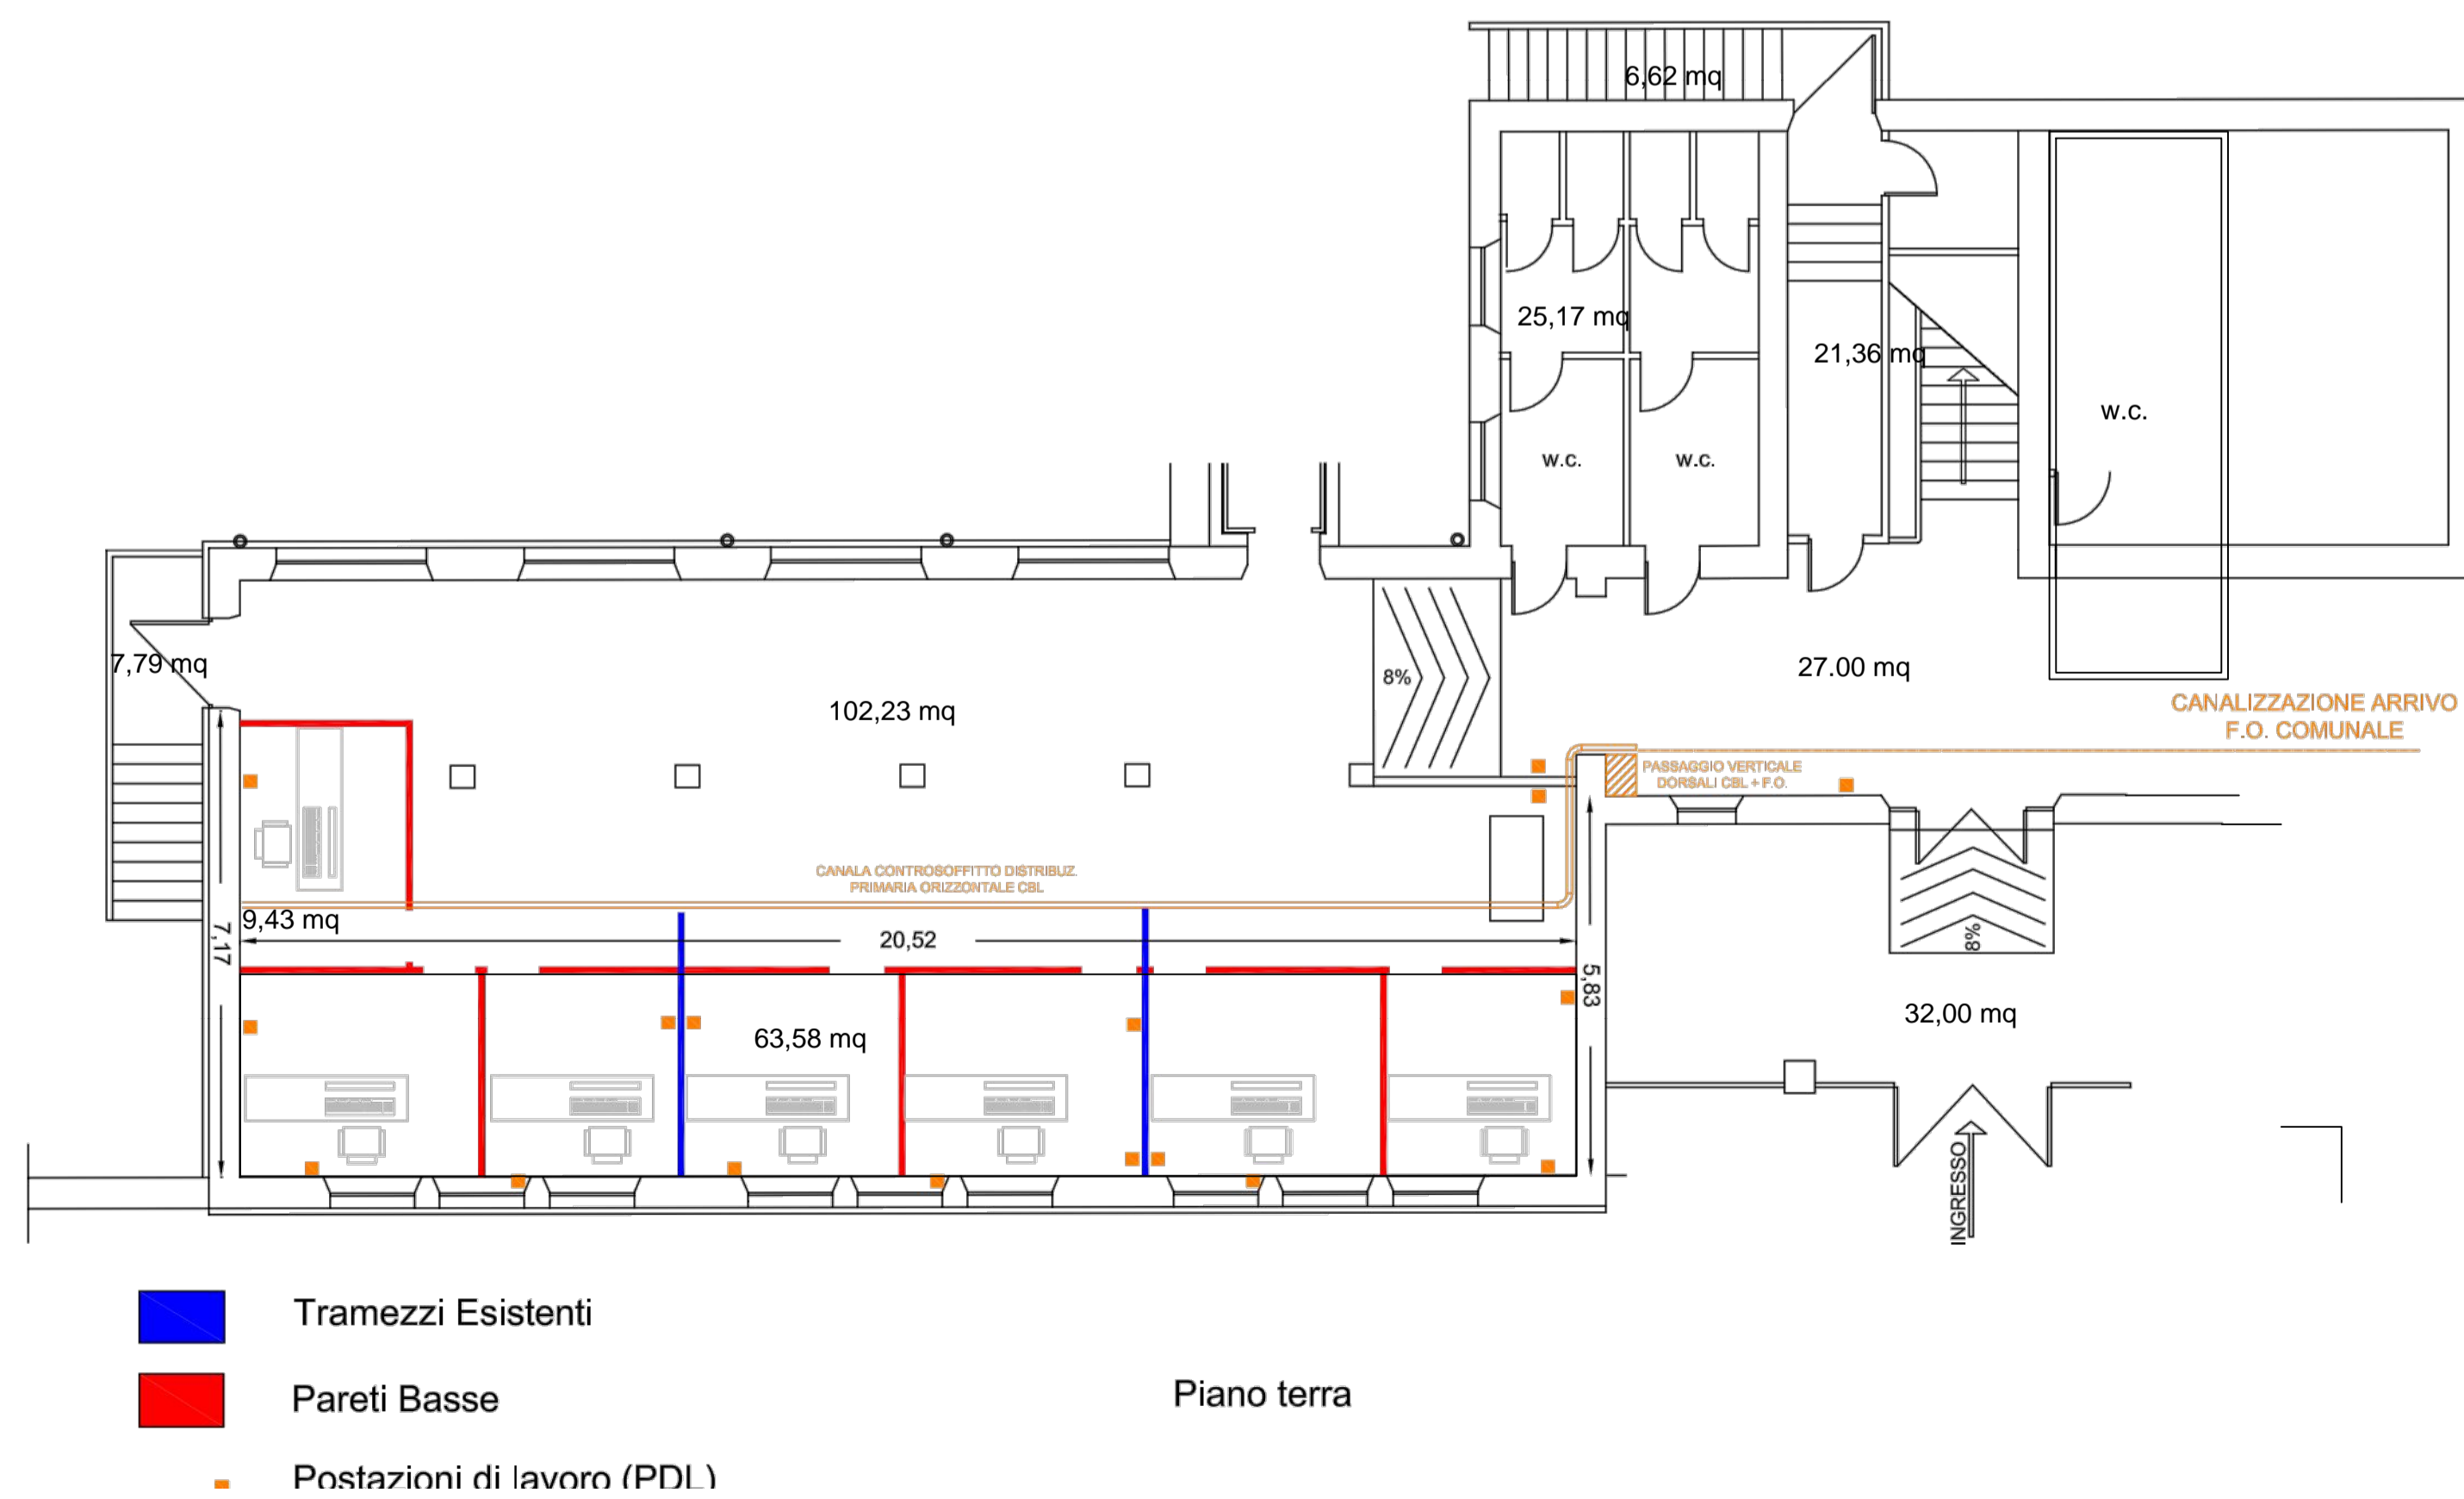 6,62 mq
25,17 mq
21,36 mq
w.c.
w.c.
w.c.
7,79 mq
8%
27.00 mq
102,23 mq
CANALIZZAZIONE ARRIVO
F.O. COMUNALE
PASSAGGIO VERTICALE
DORSALI CBL + F.O.
CANALA CONTROSOFFITTO DISTRIBUZ.
PRIMARIA ORIZZONTALE CBL
9,43 mq
7,17
20,52
8%
5,83
32,00 mq
63,58 mq
INGRESSO
Tramezzi Esistenti
Pareti Basse
Piano terra
Postazioni di lavoro (PDL)